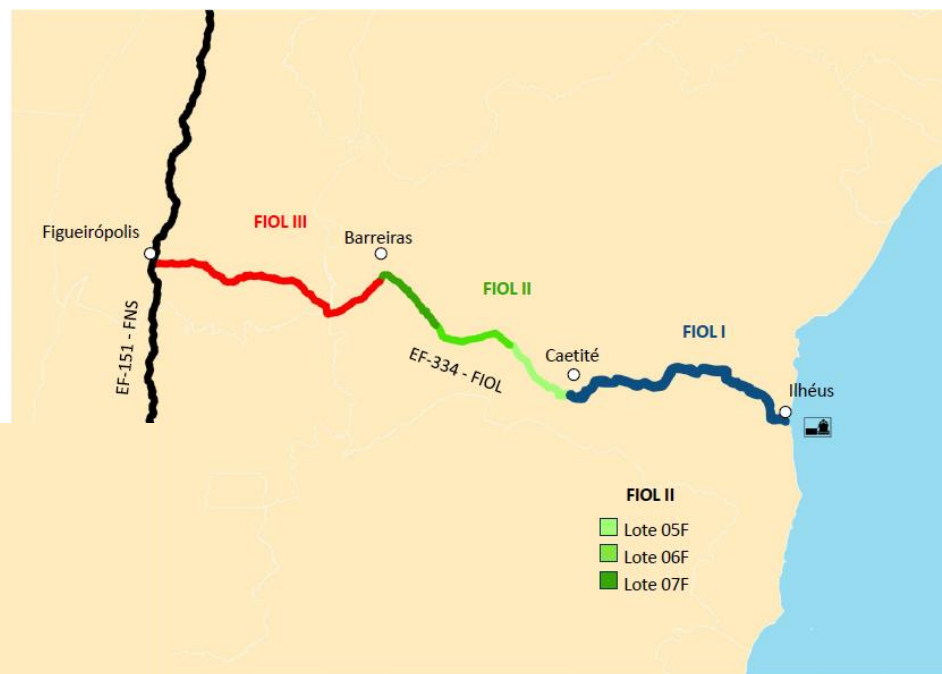 FIOL III
Figueirópolis
Barreiras
FIOL II
FIOL I
Caetité
EF-151 - FNS
EF-334 - FIOL
Ilhéus
FIOL II
Lote 05F
Lote 06F
Lote 07F